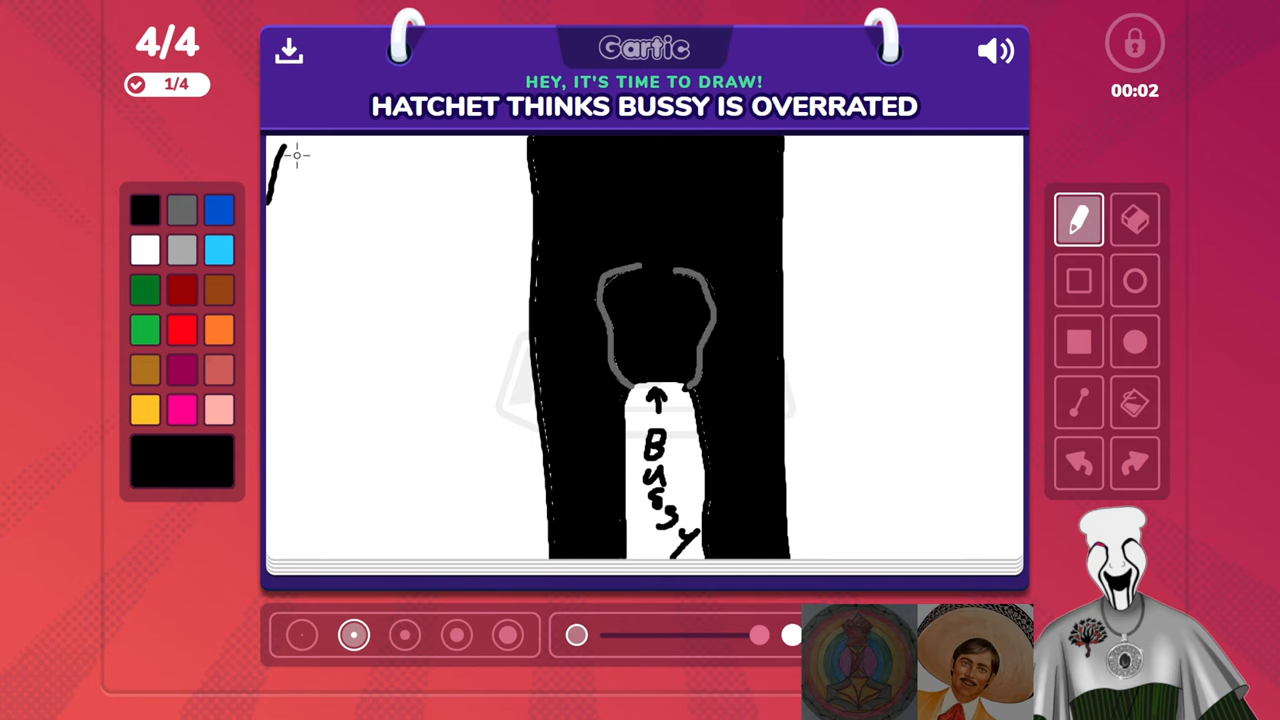 4/4
1/4
Gartic
HEY, IT'S TIME TO DRAW!
HATCHET THINKS BUSSY IS OVERRATED
00:02
Bussy